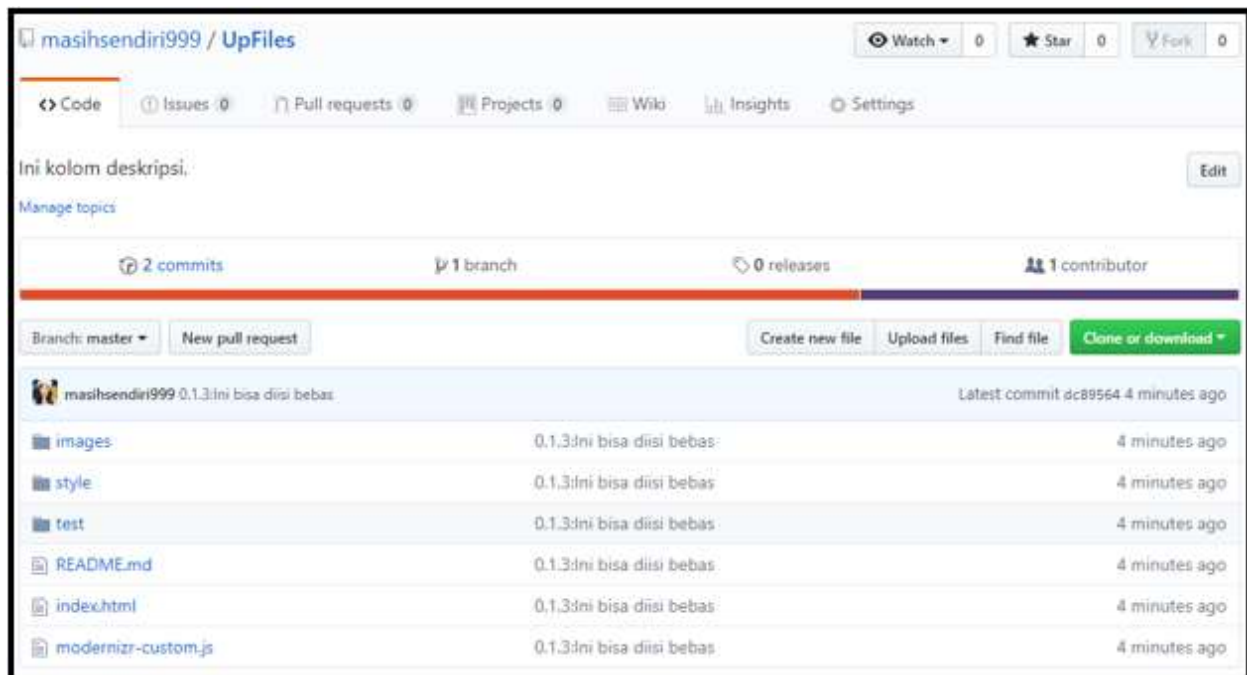 masihsendiri999 / UpFiles
Watch 0 Star 0 Fork 0
Code Issues 0 Pull requests 0 Projects 0 Wiki Insights Settings
Ini kolom deskripsi. Edit
Manage topics
2 commits 1 branch 0 releases 1 contributor
Branch: master New pull request Create new file Upload files Find file Clone or download
masihsendiri999 0.1.3:Ini bisa diisi bebas Latest commit dc89564 4 minutes ago
images 0.1.3:Ini bisa diisi bebas 4 minutes ago
style 0.1.3:Ini bisa diisi bebas 4 minutes ago
test 0.1.3:Ini bisa diisi bebas 4 minutes ago
README.md 0.1.3:Ini bisa diisi bebas 4 minutes ago
index.html 0.1.3:Ini bisa diisi bebas 4 minutes ago
modernizr-custom.js 0.1.3:Ini bisa diisi bebas 4 minutes ago